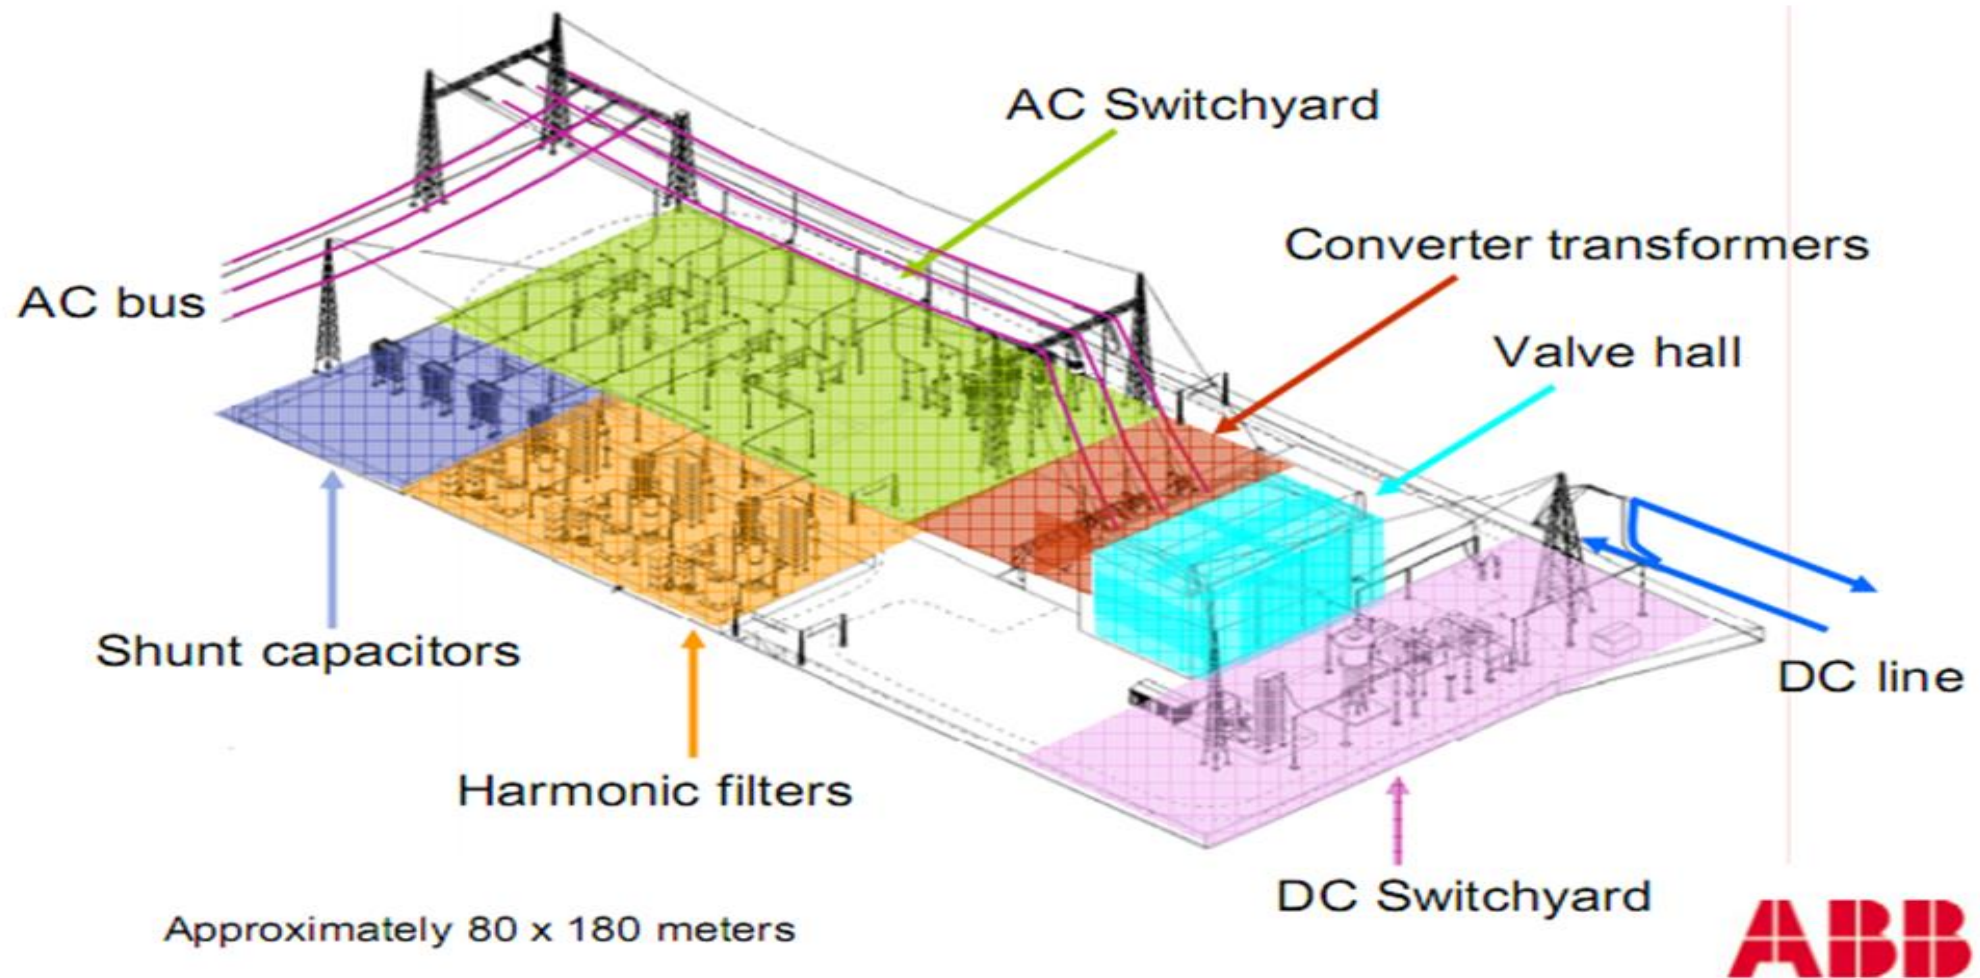 AC Switchyard
Converter transformers
AC bus
Valve hall
Shunt capacitors
DC line
Harmonic filters
DC Switchyard
Approximately 80 x 180 meters
ABB